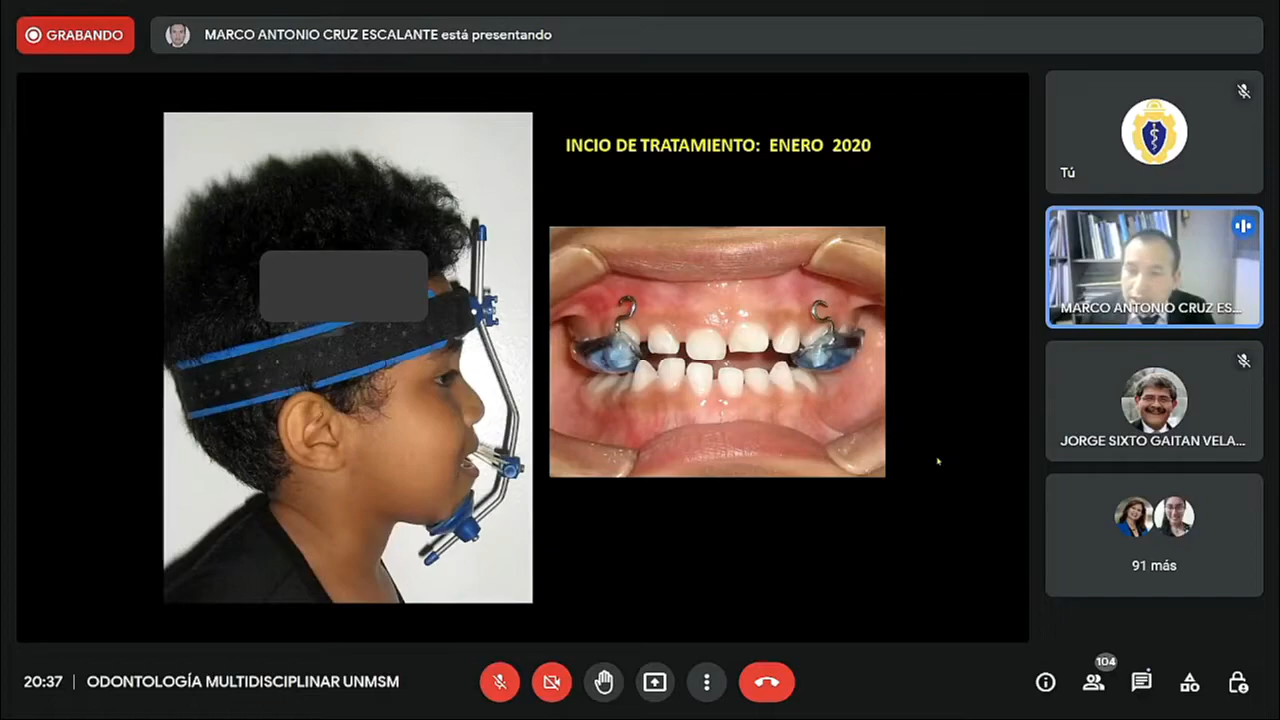 GRABANDO
MARCO ANTONIO CRUZ ESCALANTE está presentando
INCIO DE TRATAMIENTO: ENERO 2020
Tú
MARCO ANTONIO CRUZ ES...
JORGE SIXTO GAITAN VELA...
91 más
20:37 | ODONTOLOGÍA MULTIDISCIPLINAR UNMSM
104